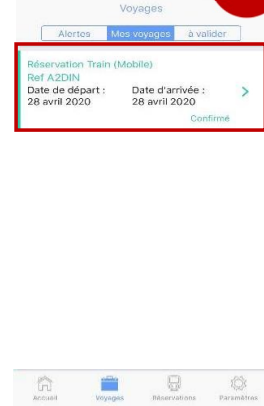 Voyages
Alertes Mes voyages à valider
Réservation Train (Mobile)
Ref A2DIN
Date de départ : Date d'arrivée :
28 avril 2020 28 avril 2020
Confirmé
Accueil Voyages Réservations Paramètres